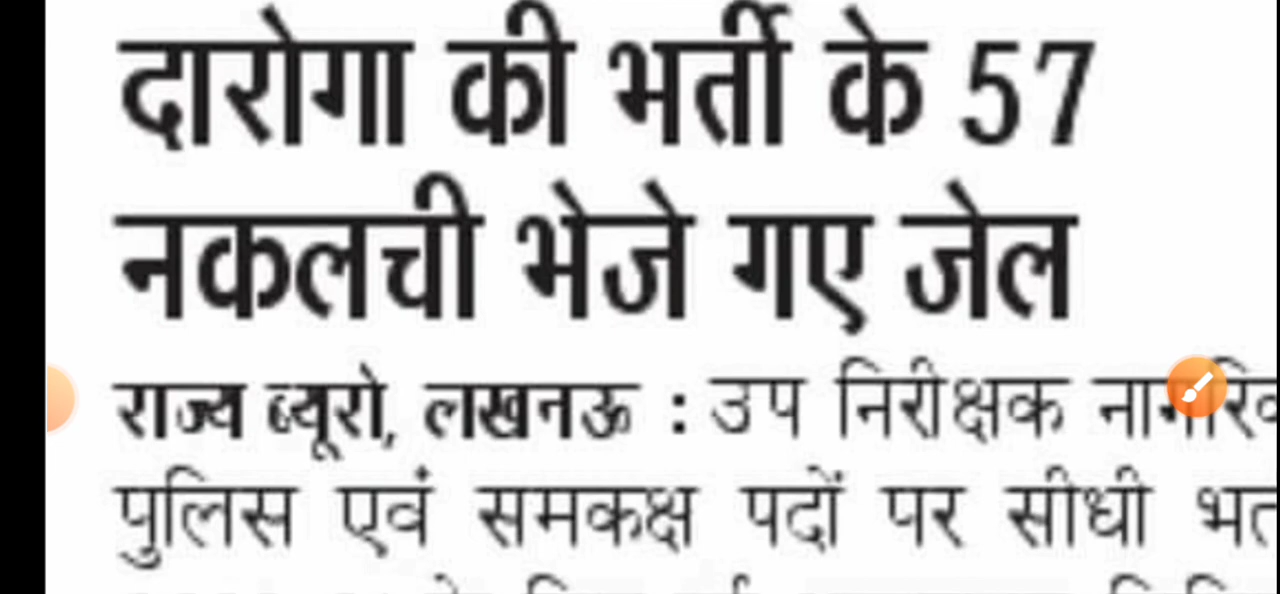 दारोगा की भर्ती के 57
नकलची भेजे गए जेल
राज्य ब्यूरो, लखनऊ : उप निरीक्षक
पुलिस एवं समकक्ष पदों पर सीधी